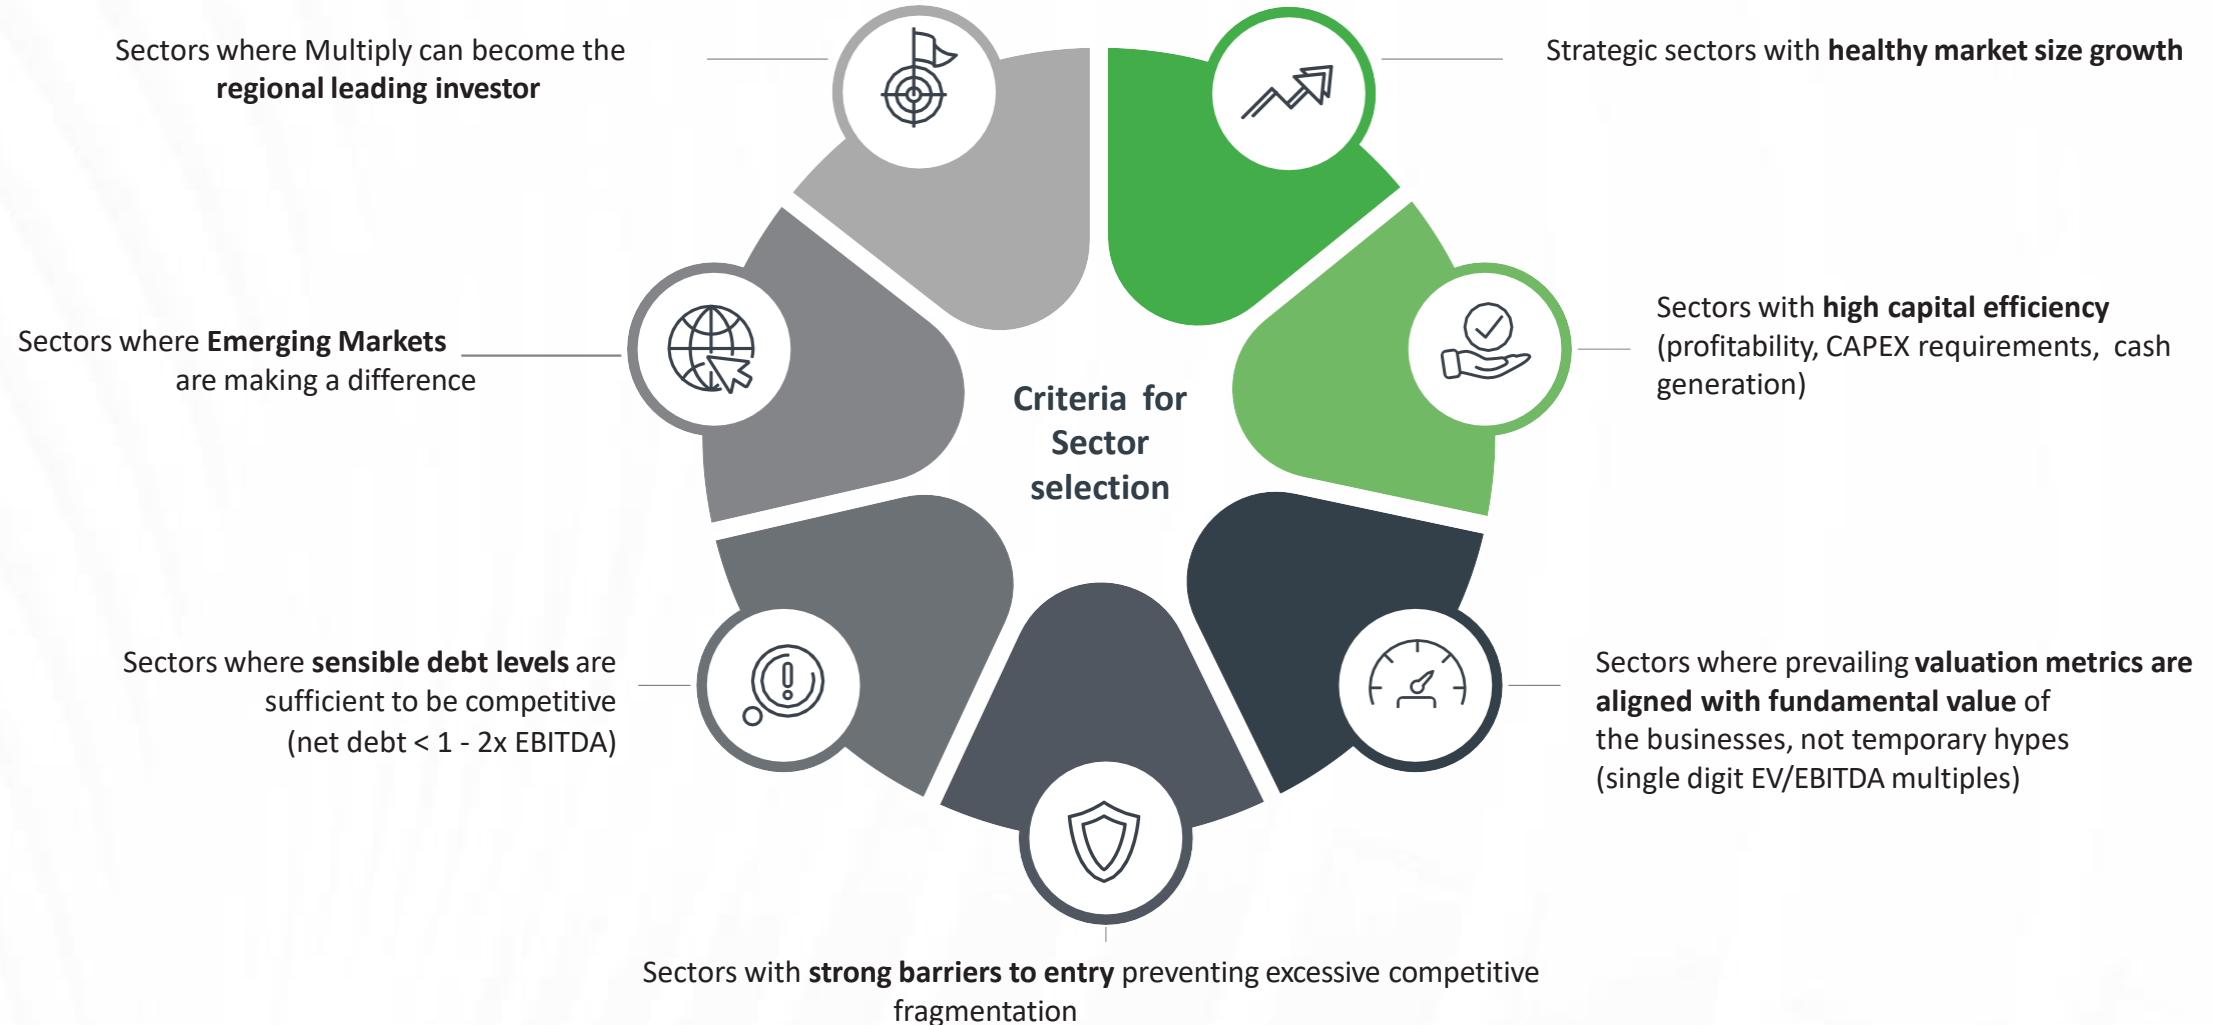 Sectors where Multiply can become the
regional leading investor
Strategic sectors with healthy market size growth
Sectors with high capital efficiency
(profitability, CAPEX requirements, cash
generation)
Sectors where Emerging Markets
are making a difference
Criteria for
Sector
selection
Sectors where sensible debt levels are
sufficient to be competitive
(net debt < 1 - 2x EBITDA)
Sectors where prevailing valuation metrics are
aligned with fundamental value of
the businesses, not temporary hypes
(single digit EV/EBITDA multiples)
Sectors with strong barriers to entry preventing excessive competitive
fragmentation